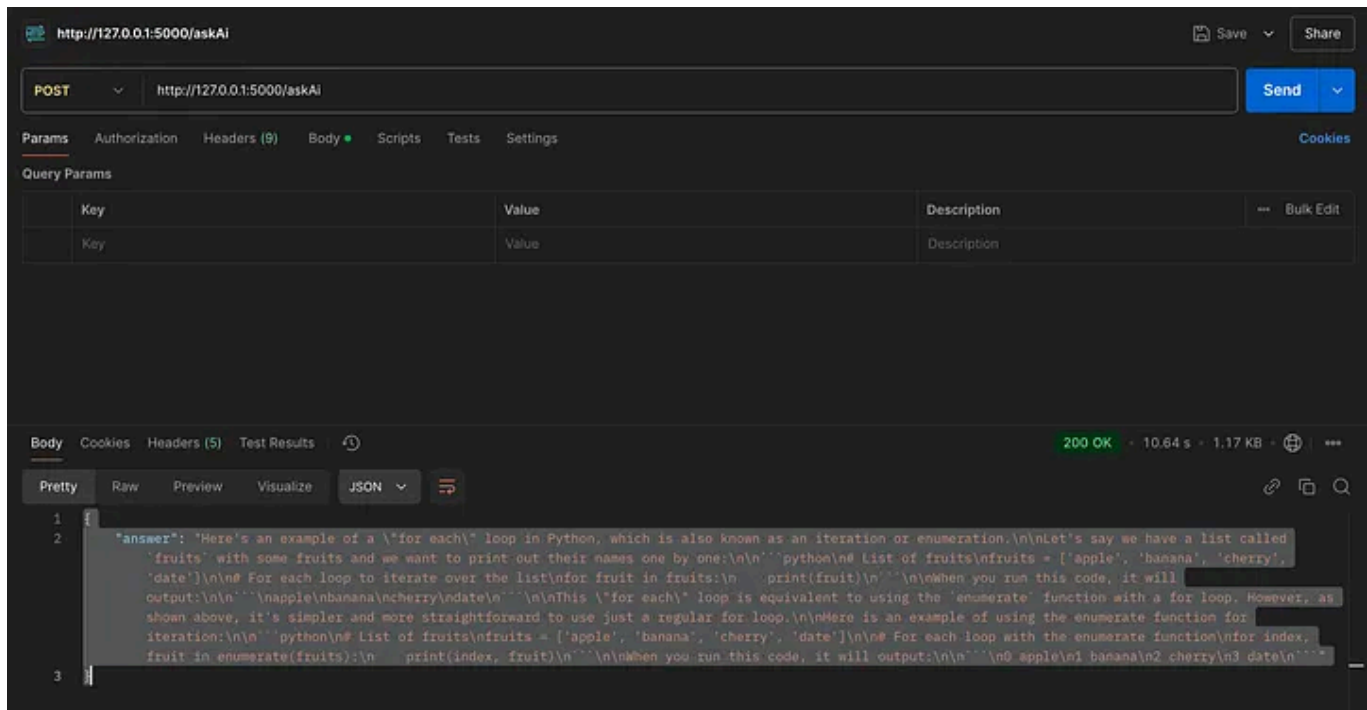 http://127.0.0.1:5000/askAi
Save
Share
POST
http://127.0.0.1:5000/askAi
Send
Params Authorization Headers (9) Body Scripts Tests Settings Cookies
Query Params
Key Value Description Bulk Edit
Key Value Description
Body Cookies Headers (5) Test Results 200 OK 10.64 s 1.17 KB
Pretty Raw Preview Visualize JSON
1 {
2 "answer": "Here's an example of a \"for each\" loop in Python, which is also known as an iteration or enumeration.\n\nLet's say we have a list called
`fruits` with some fruits and we want to print out their names one by one:\n\n```python\n# List of fruits\nfruits = ['apple', 'banana', 'cherry',
'date']\n\n# For each loop to iterate over the list\nfor fruit in fruits:\n    print(fruit)\n```\n\nWhen you run this code, it will
output:\n\n```\napple\nbanana\ncherry\ndate\n```\n\nThis \"for each\" loop is equivalent to using the `enumerate` function with a for loop. However, as
shown above, it's simpler and more straightforward to use just a regular for loop.\n\nHere is an example of using the enumerate function for
iteration:\n\n```python\n# List of fruits\nfruits = ['apple', 'banana', 'cherry', 'date']\n\n# For each loop with the enumerate function\nfor index,
fruit in enumerate(fruits):\n    print(index, fruit)\n```\n\nWhen you run this code, it will output:\n\n```\n0 apple\n1 banana\n2 cherry\n3 date\n```"
3 }